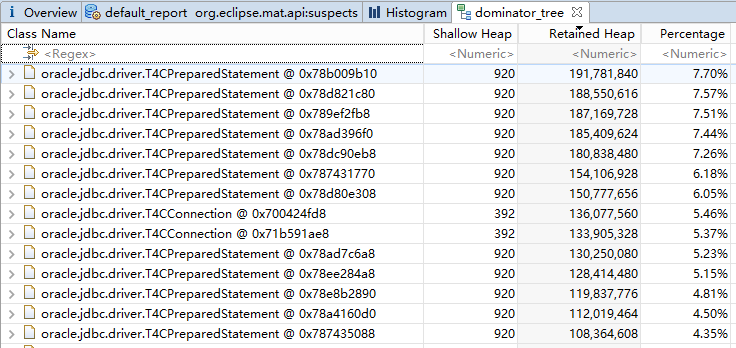 Overview default_report org.eclipse.mat.api:suspects Histogram dominator_tree
Class Name Shallow Heap Retained Heap Percentage
<Regex> <Numeric> <Numeric> <Numeric>
oracle.jdbc.driver.T4CPreparedStatement @ 0x78b009b10 920 191,781,840 7.70%
oracle.jdbc.driver.T4CPreparedStatement @ 0x78d821c80 920 188,550,616 7.57%
oracle.jdbc.driver.T4CPreparedStatement @ 0x789ef2fb8 920 187,169,728 7.51%
oracle.jdbc.driver.T4CPreparedStatement @ 0x78ad396f0 920 185,409,624 7.44%
oracle.jdbc.driver.T4CPreparedStatement @ 0x78dc90eb8 920 180,838,480 7.26%
oracle.jdbc.driver.T4CPreparedStatement @ 0x787431770 920 154,106,928 6.18%
oracle.jdbc.driver.T4CPreparedStatement @ 0x78d80e308 920 150,777,656 6.05%
oracle.jdbc.driver.T4CConnection @ 0x700424fd8 392 136,077,560 5.46%
oracle.jdbc.driver.T4CConnection @ 0x71b591ae8 392 133,905,328 5.37%
oracle.jdbc.driver.T4CPreparedStatement @ 0x78ad7c6a8 920 130,250,080 5.23%
oracle.jdbc.driver.T4CPreparedStatement @ 0x78ee284a8 920 128,414,480 5.15%
oracle.jdbc.driver.T4CPreparedStatement @ 0x78e8b2890 920 119,837,776 4.81%
oracle.jdbc.driver.T4CPreparedStatement @ 0x78a4160d0 920 112,019,464 4.50%
oracle.jdbc.driver.T4CPreparedStatement @ 0x787435088 920 108,364,608 4.35%